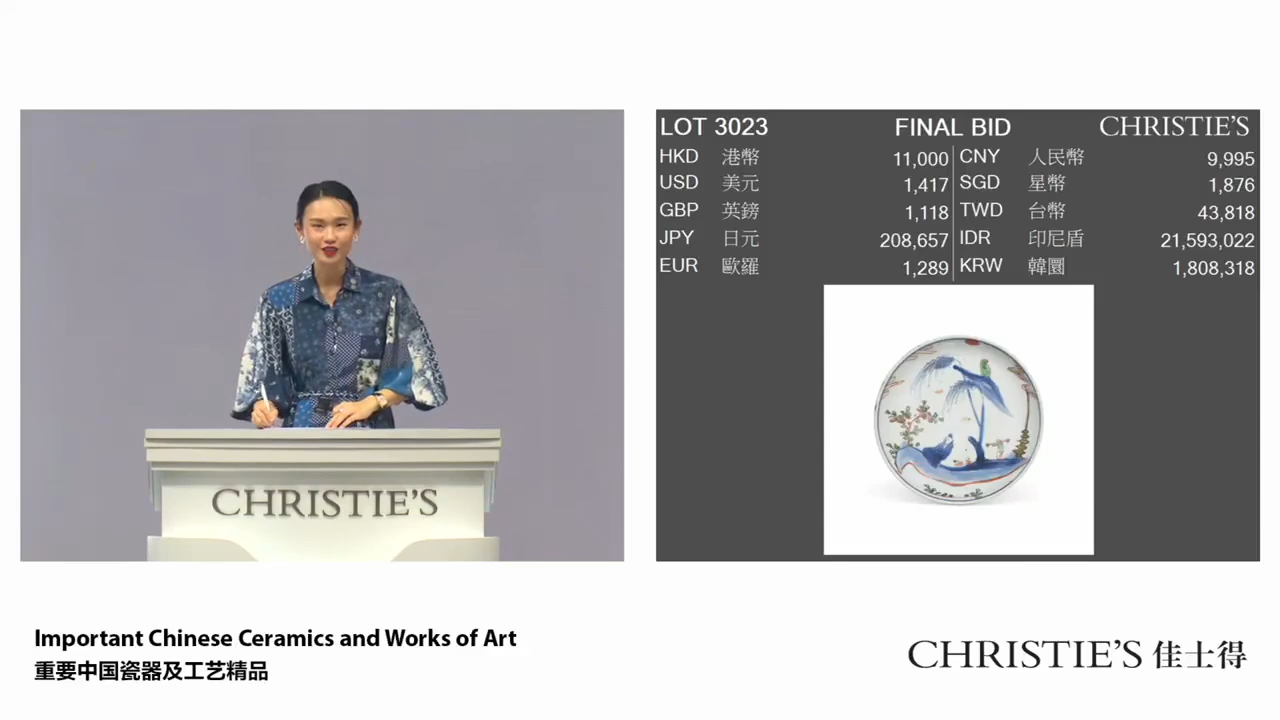 CHRISTIE'S
LOT 3023 FINAL BID CHRISTIE'S
HKD 港幣 11,000 CNY 人民幣 9,995
USD 美元 1,417 SGD 星幣 1,876
GBP 英鎊 1,118 TWD 台幣 43,818
JPY 日元 208,657 IDR 印尼盾 21,593,022
EUR 歐羅 1,289 KRW 韓圜 1,808,318
Important Chinese Ceramics and Works of Art
重要中国瓷器及工艺精品
CHRISTIE'S 佳士得